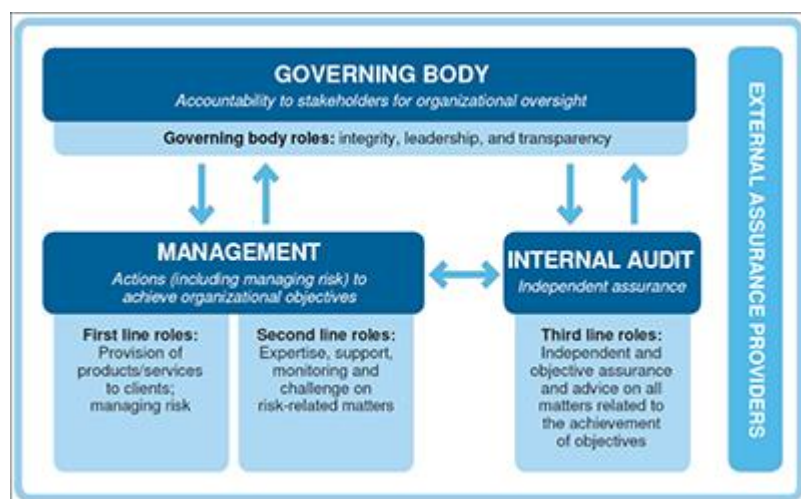 GOVERNING BODY
Accountability to stakeholders for organizational oversight
Governing body roles: integrity, leadership, and transparency
MANAGEMENT
Actions (including managing risk) to
achieve organizational objectives
First line roles:
Provision of
products/services
to clients;
managing risk
Second line roles:
Expertise, support,
monitoring and
challenge on
risk-related matters
INTERNAL AUDIT
Independent assurance
Third line roles:
Independent and
objective assurance
and advice on all
matters related to
the achievement
of objectives
EXTERNAL ASSURANCE PROVIDERS